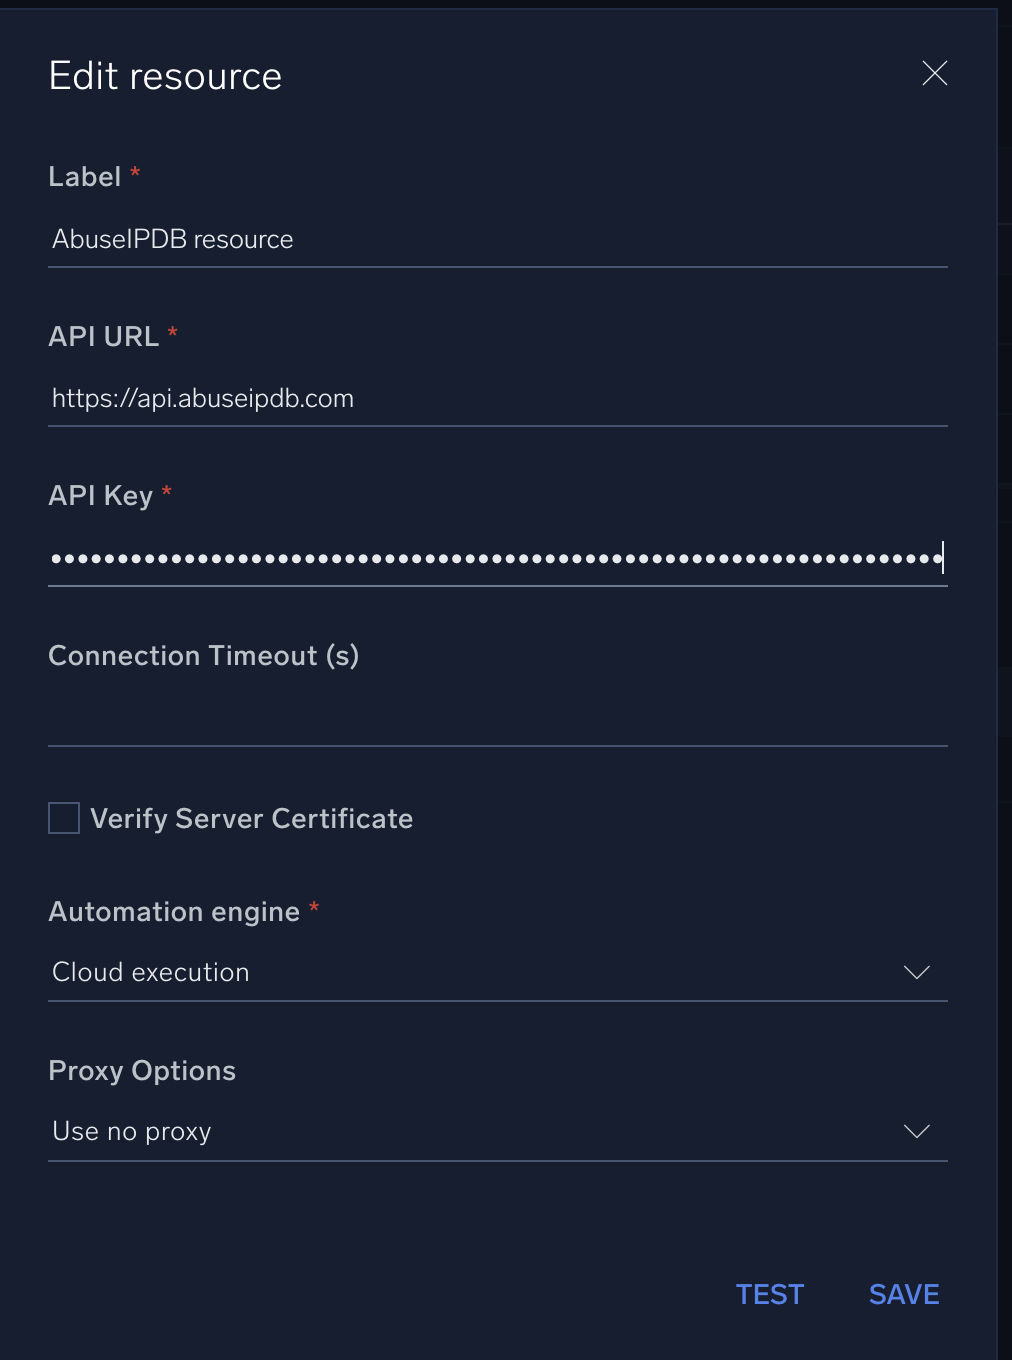 Edit resource
Label *
AbuseIPDB resource
API URL *
https://api.abuseipdb.com
API Key *
•••••••••••••••••••••••••••••••••••••••••••••••••••••••••••••••••••
Connection Timeout (s)
Verify Server Certificate
Automation engine *
Cloud execution
Proxy Options
Use no proxy
TEST SAVE